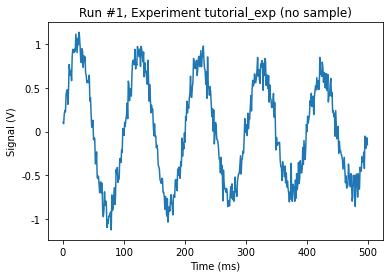 Run #1, Experiment tutorial_exp (no sample)
1
0.5
0
-0.5
-1
Signal (V)
0 100 200 300 400 500
Time (ms)